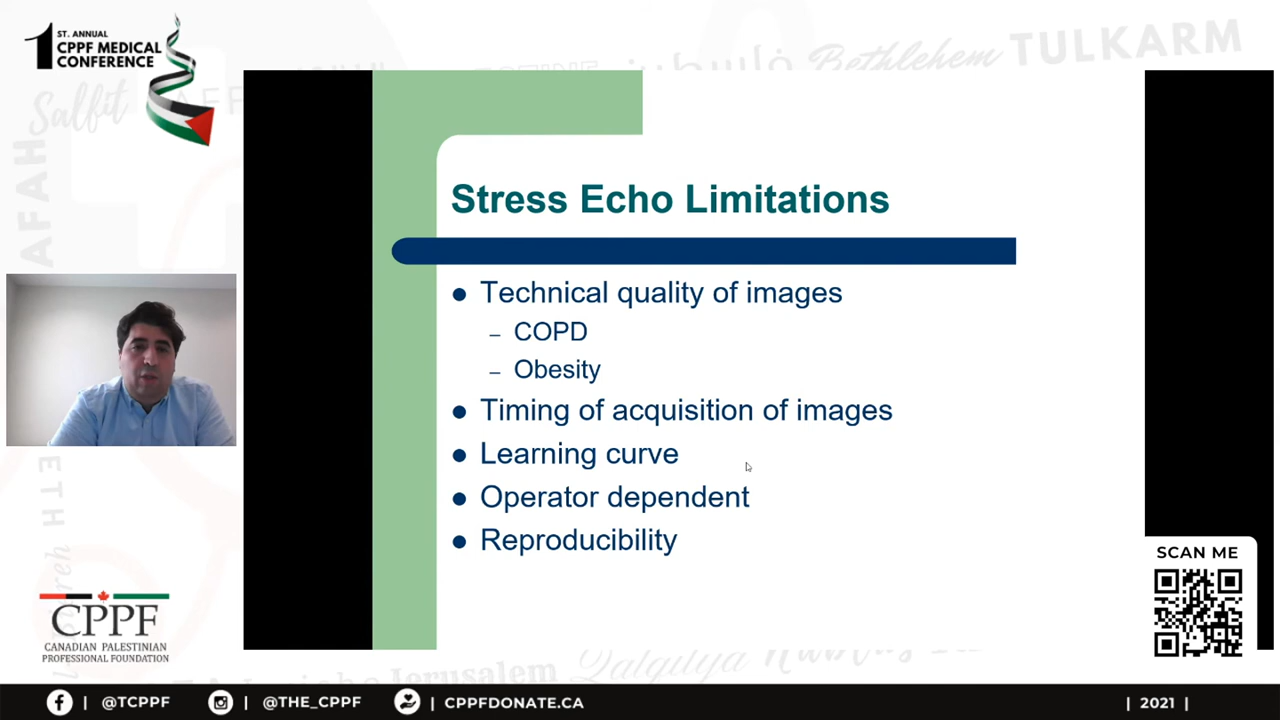 ST. ANNUAL
1 CPPF MEDICAL
CONFERENCE
Salfit
فلسطين
Bethlehem
TULKARM
AFAH
Stress Echo Limitations
● Technical quality of images
– COPD
– Obesity
● Timing of acquisition of images
● Learning curve
● Operator dependent
● Reproducibility
CPPF
CANADIAN PALESTINIAN
PROFESSIONAL FOUNDATION
SCAN ME
Jerusalem
Qalqilya
| @TCPPF
| @THE_CPPF
| CPPFDONATE.CA
| 2021 |